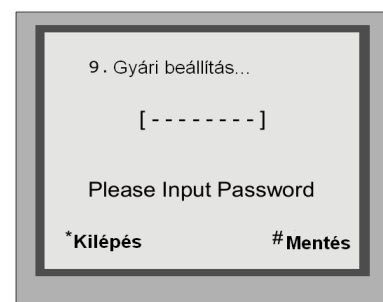 9. Gyári beállítás...
[--------]
Please Input Password
*Kilépés #Mentés